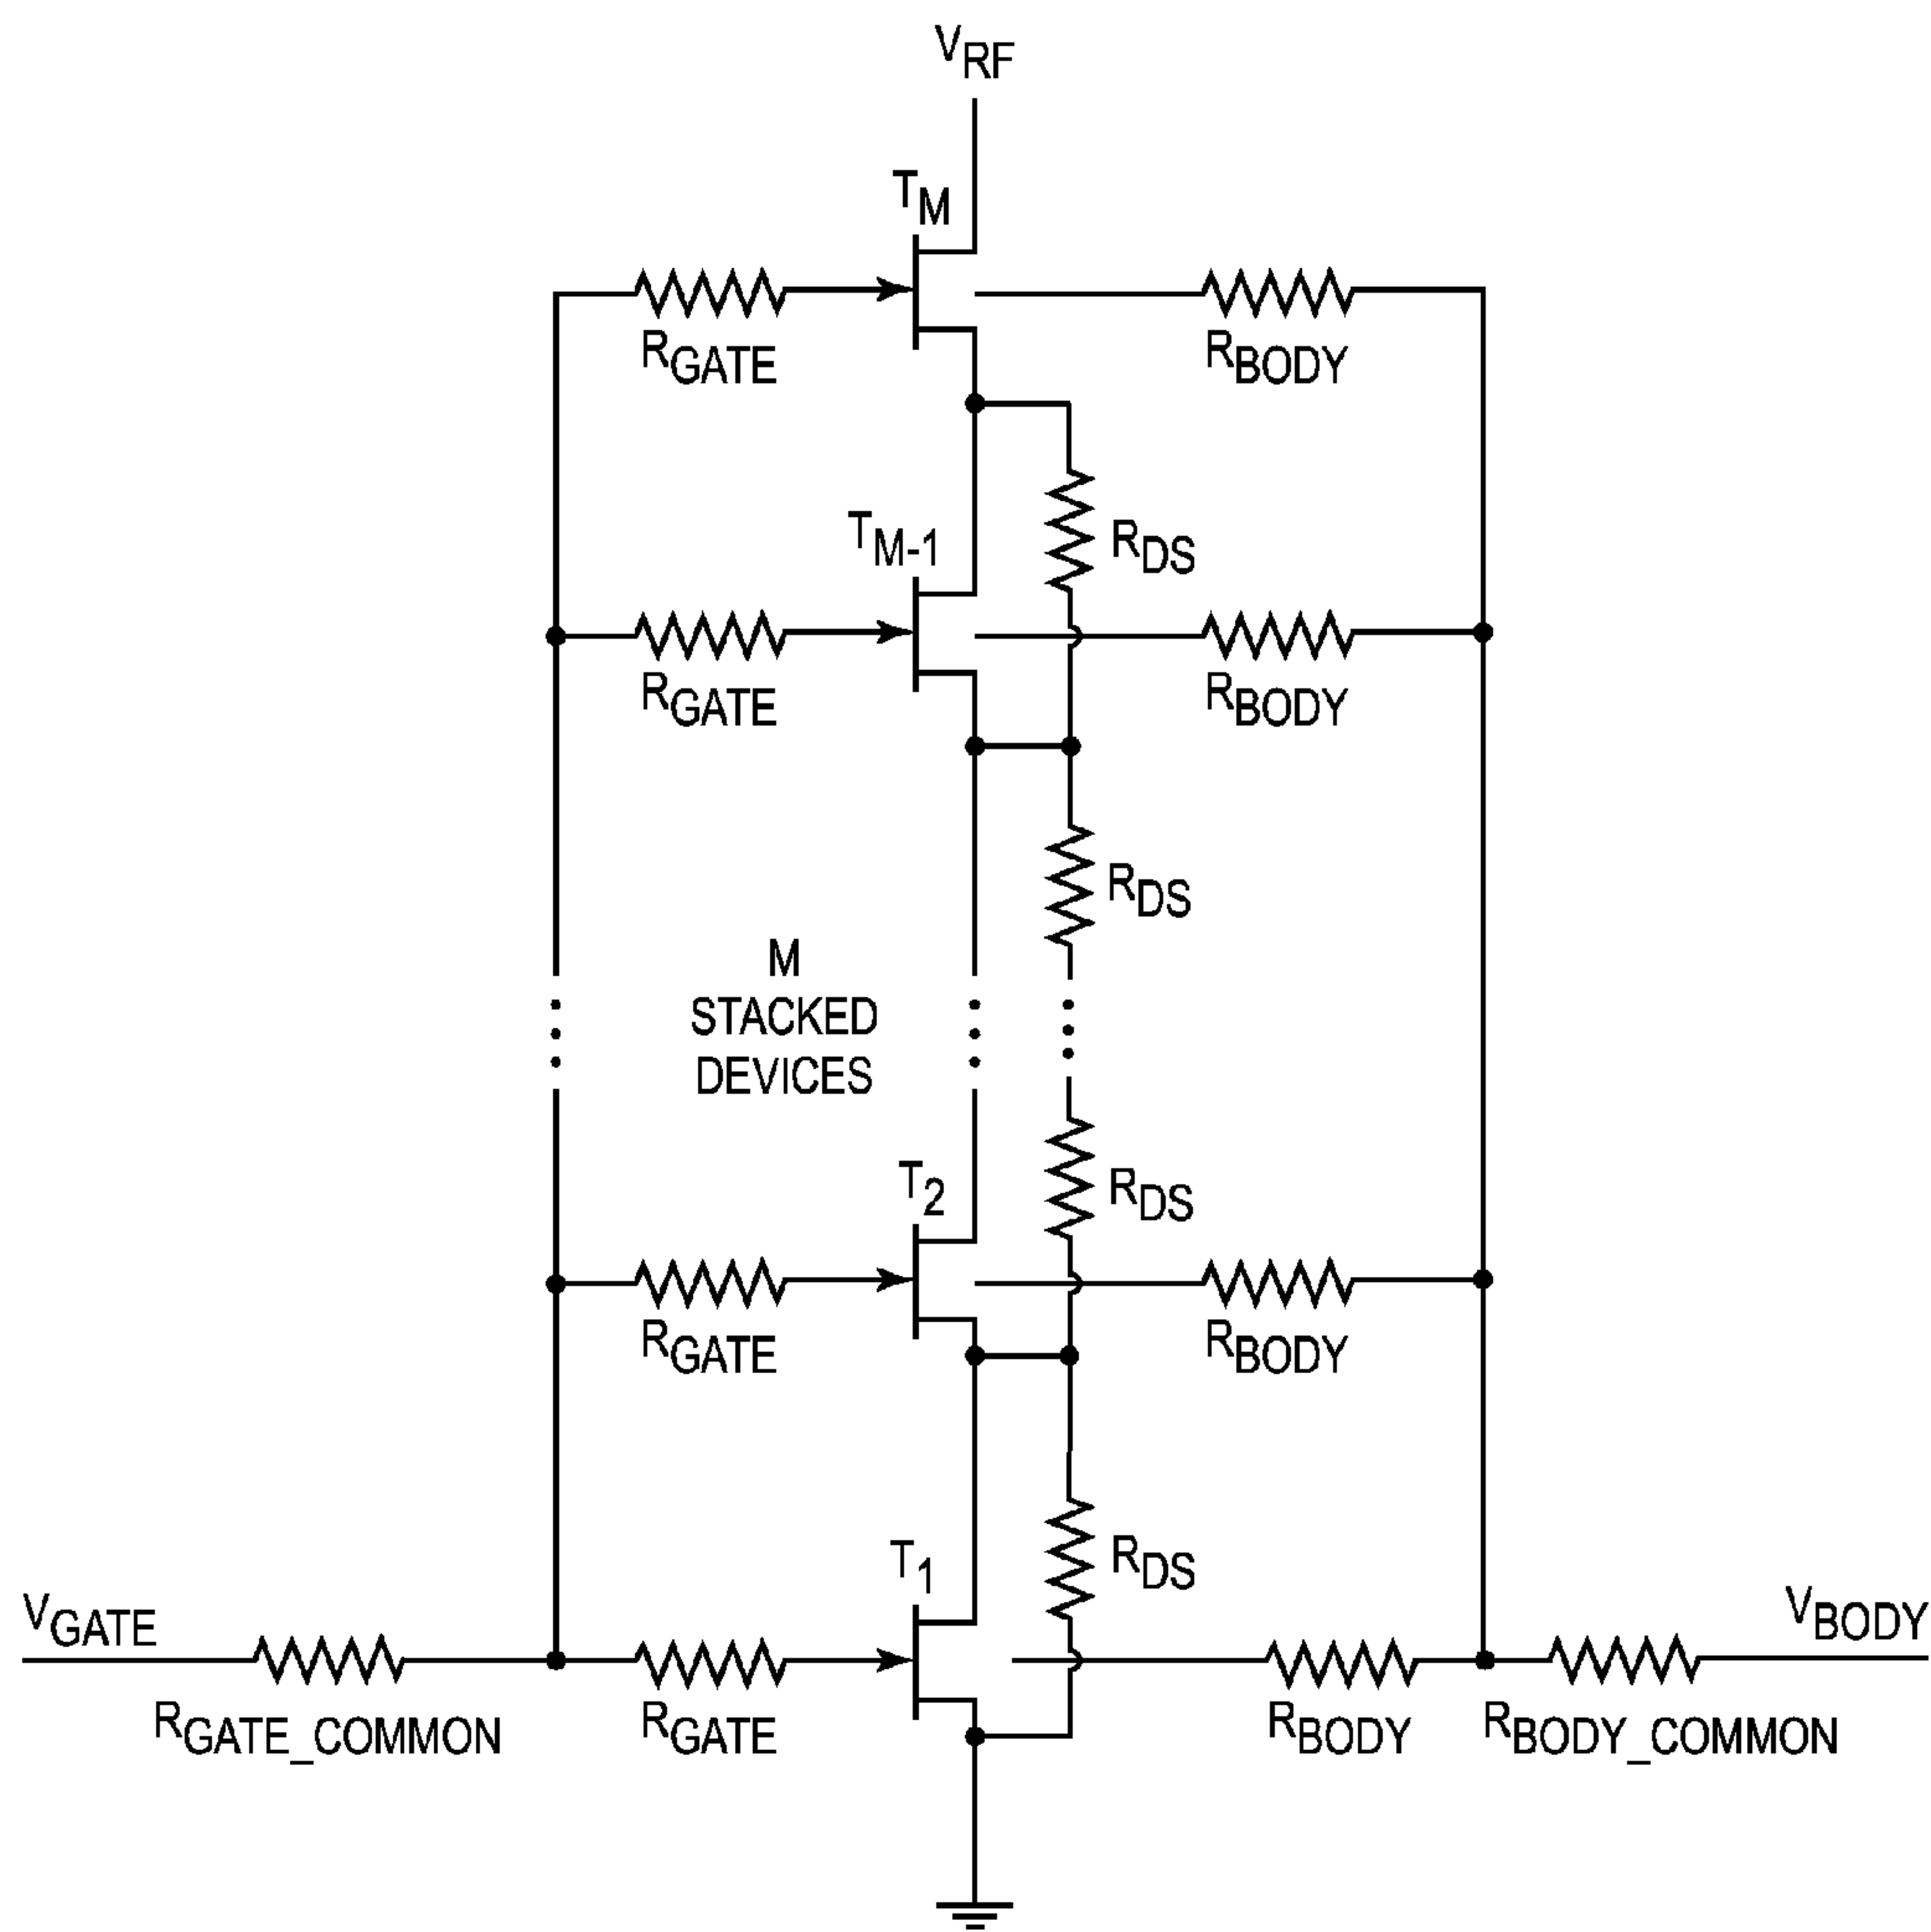 VRF
TM
RGATE
RBODY
TM-1
RDS
RGATE
RBODY
RDS
M
STACKED
DEVICES
T2
RDS
RGATE
RBODY
T1
RDS
VGATE
VBODY
RGATE_COMMON
RGATE
RBODY
RBODY_COMMON